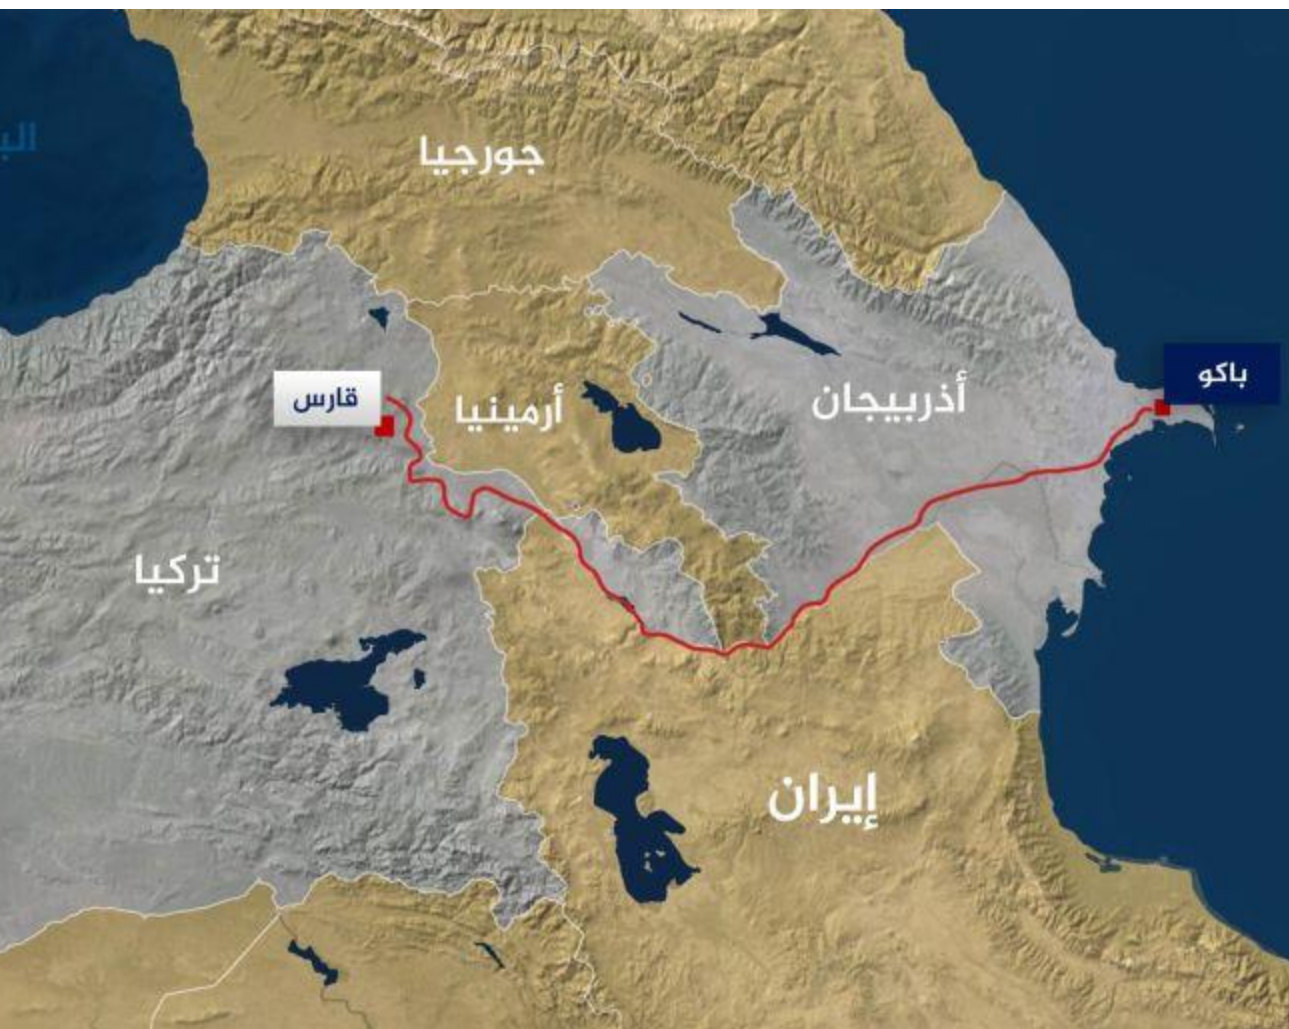 جورجيا
باكو
أذربيجان
أرمينيا
قارس
تركيا
إيران